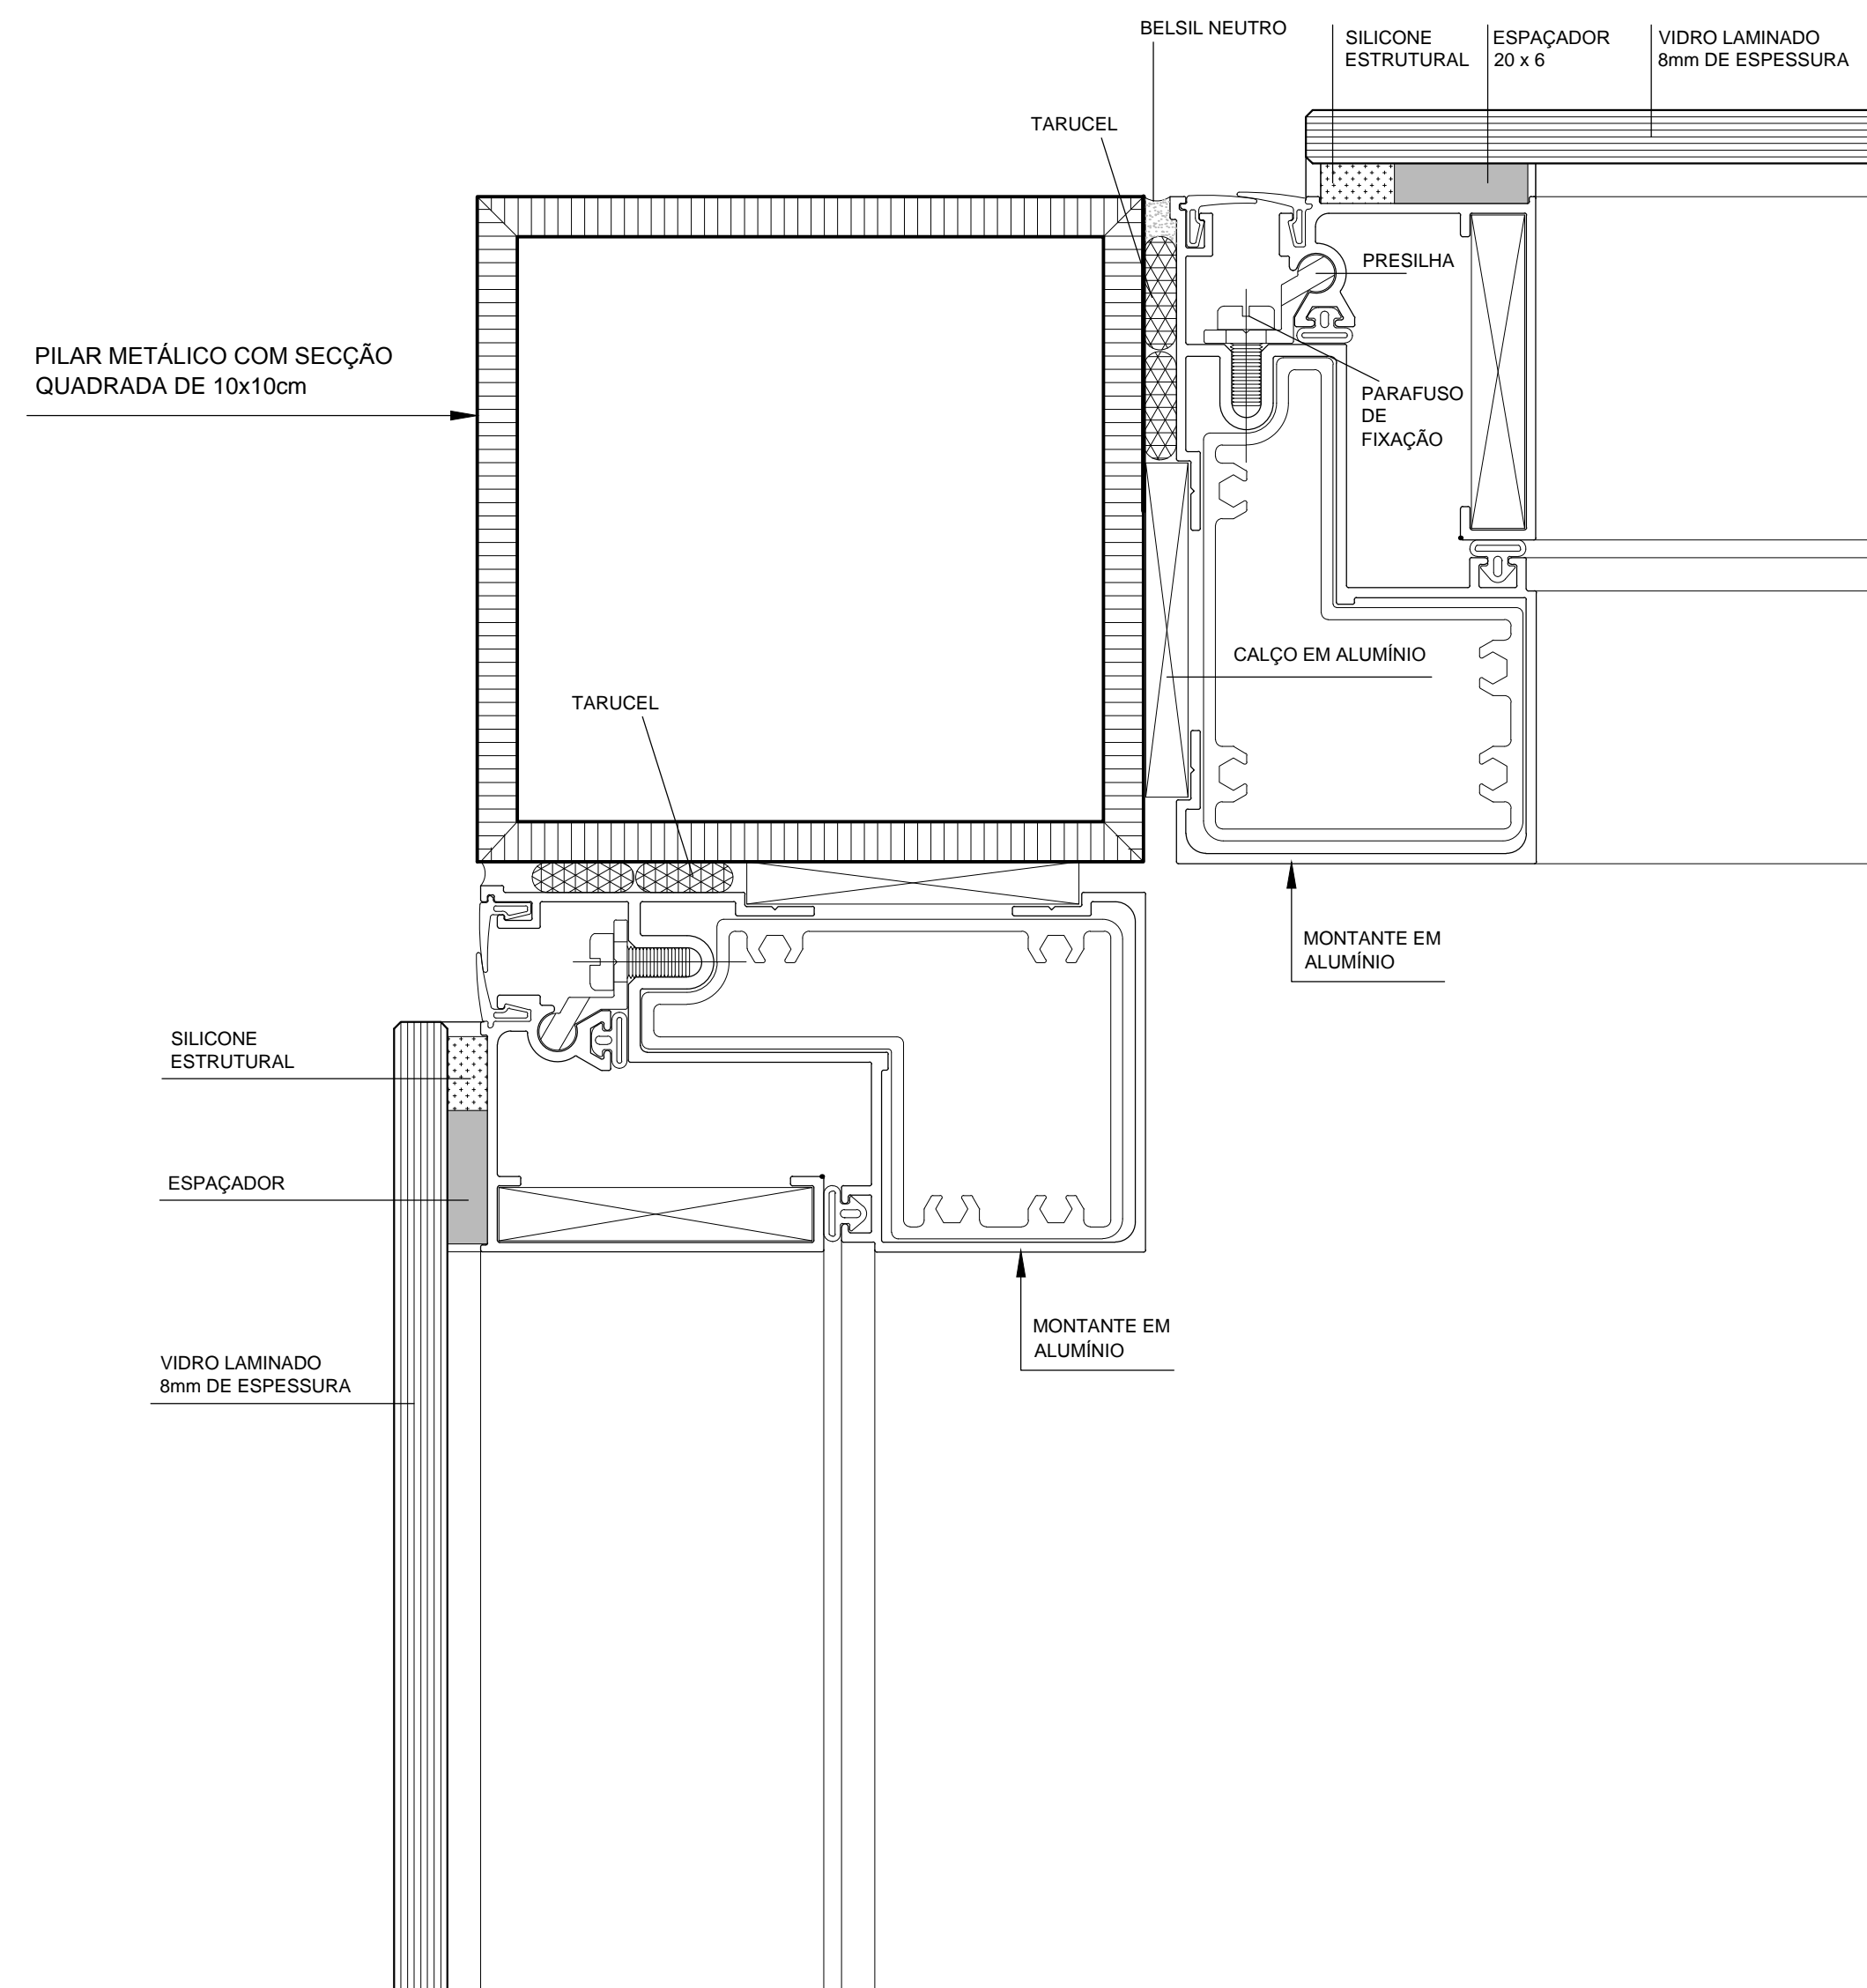 BELSIL NEUTRO
SILICONE
ESTRUTURAL
ESPAÇADOR
20 x 6
VIDRO LAMINADO
8mm DE ESPESSURA
TARUCEL
PRESILHA
PILAR METÁLICO COM SECÇÃO
QUADRADA DE 10x10cm
PARAFUSO
DE
FIXAÇÃO
CALÇO EM ALUMÍNIO
TARUCEL
MONTANTE EM
ALUMÍNIO
SILICONE
ESTRUTURAL
ESPAÇADOR
MONTANTE EM
ALUMÍNIO
VIDRO LAMINADO
8mm DE ESPESSURA